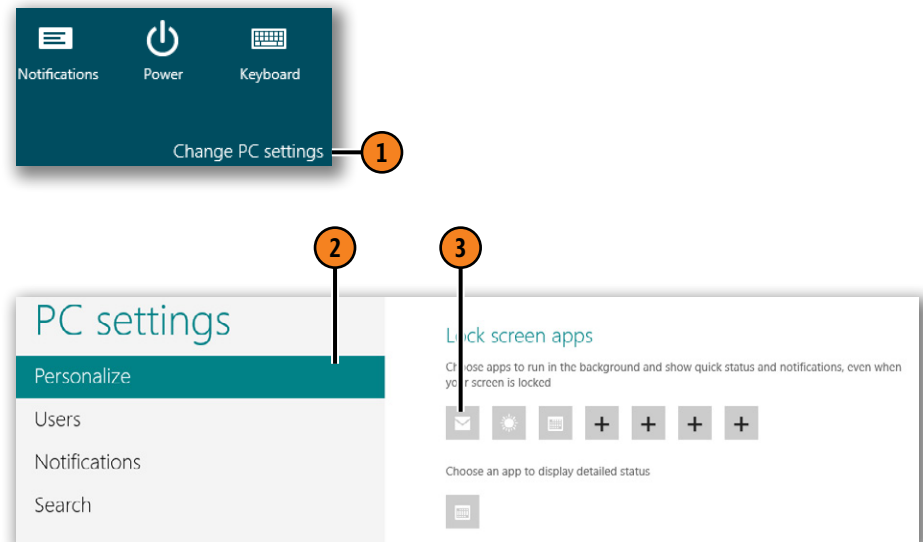 Notifications Power Keyboard
Change PC settings
1
2 3
PC settings
Lock screen apps
Personalize
Choose apps to run in the background and show quick status and notifications, even when
your screen is locked
Users
Notifications
Choose an app to display detailed status
Search